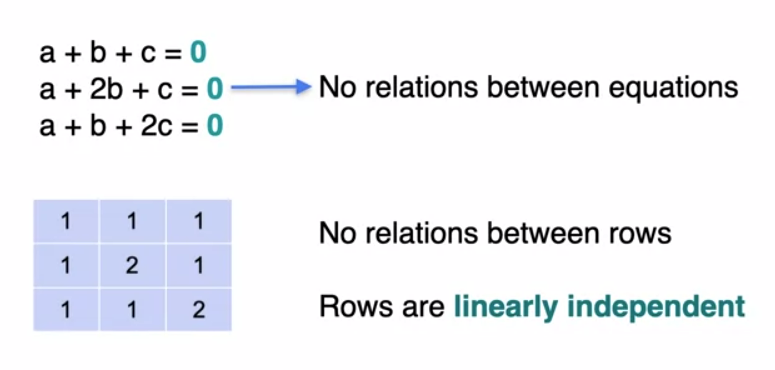 a + b + c = 0
a + 2b + c = 0
a + b + 2c = 0
No relations between equations
1 1 1
1 2 1
1 1 2
No relations between rows
Rows are linearly independent